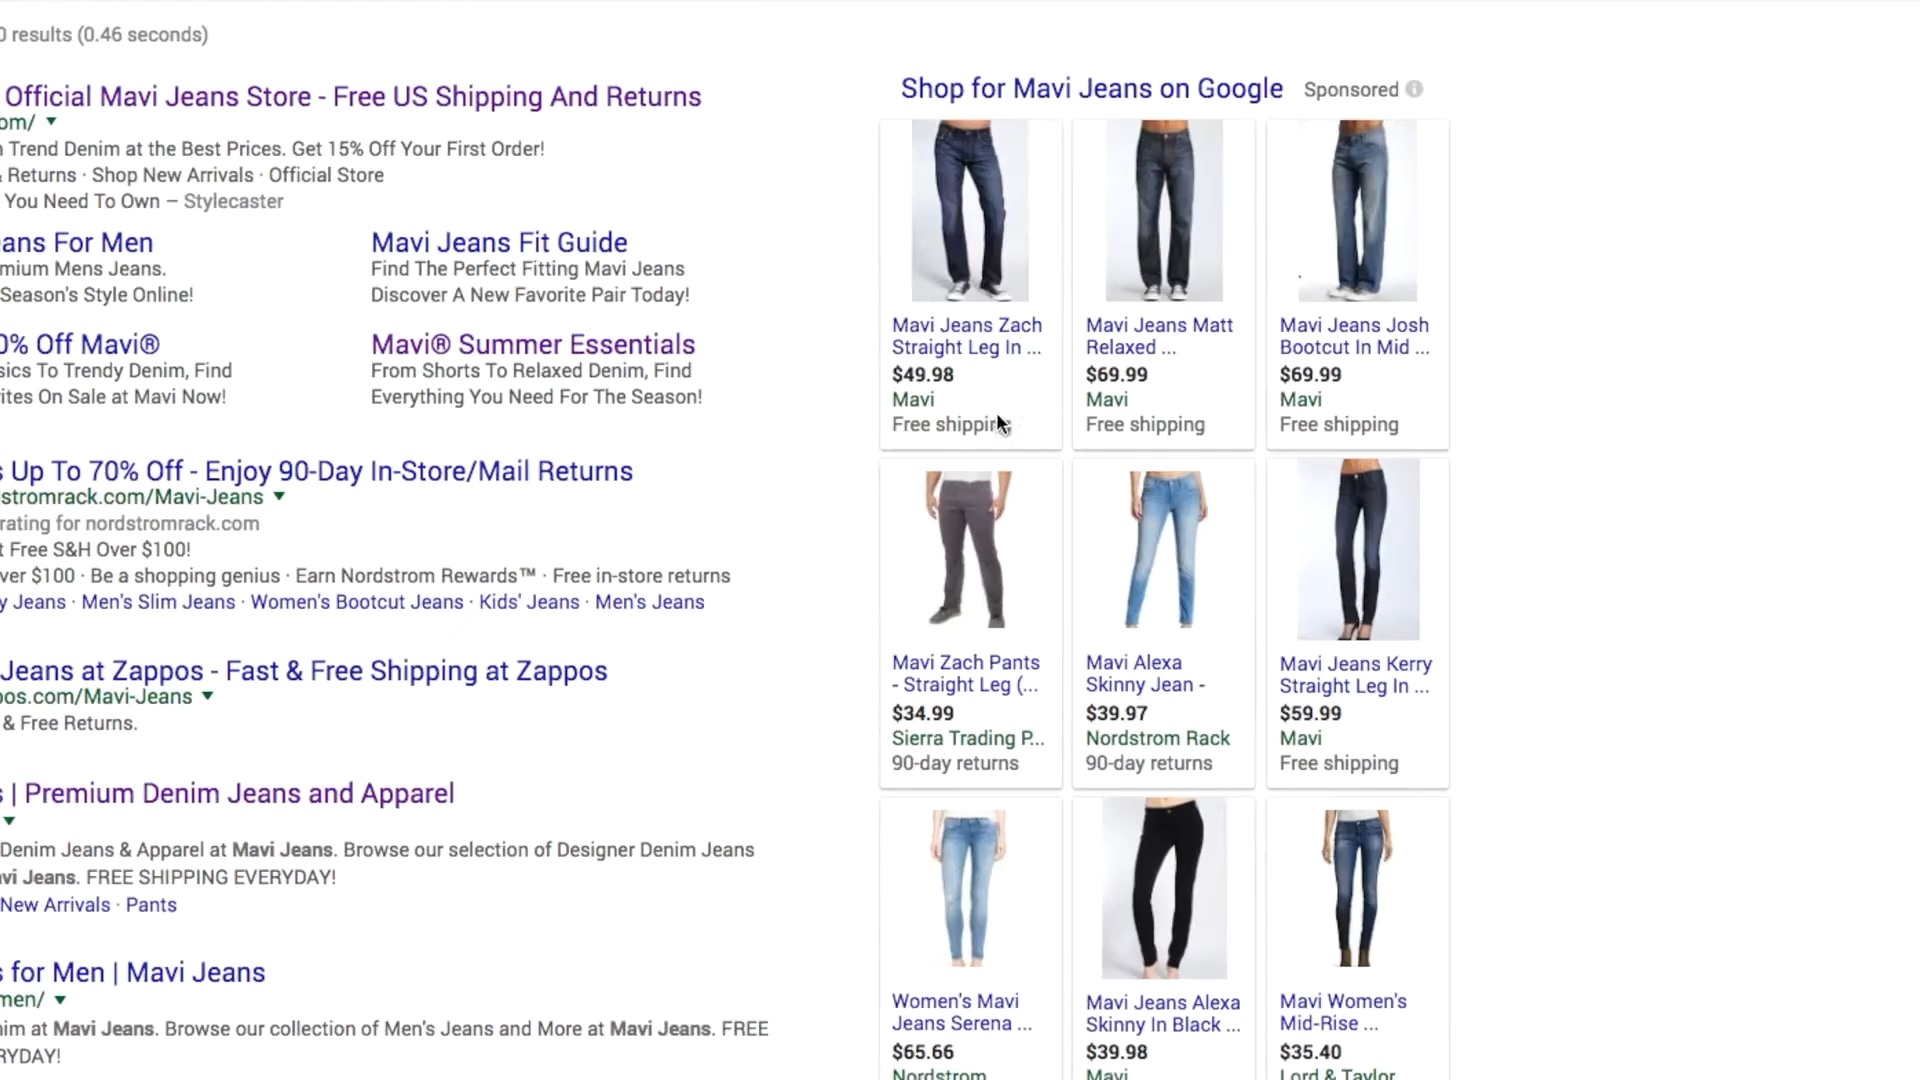 0 results (0.46 seconds)
Official Mavi Jeans Store - Free US Shipping And Returns
om/
Trend Denim at the Best Prices. Get 15% Off Your First Order!
& Returns · Shop New Arrivals · Official Store
You Need To Own – Stylecaster
eans For Men
mium Mens Jeans.
Season's Style Online!
Mavi Jeans Fit Guide
Find The Perfect Fitting Mavi Jeans
Discover A New Favorite Pair Today!
0% Off Mavi®
sics To Trendy Denim, Find
rites On Sale at Mavi Now!
Mavi® Summer Essentials
From Shorts To Relaxed Denim, Find
Everything You Need For The Season!
s Up To 70% Off - Enjoy 90-Day In-Store/Mail Returns
stromrack.com/Mavi-Jeans
rating for nordstromrack.com
t Free S&H Over $100!
ver $100 · Be a shopping genius · Earn Nordstrom Rewards™ · Free in-store returns
y Jeans · Men's Slim Jeans · Women's Bootcut Jeans · Kids' Jeans · Men's Jeans
Jeans at Zappos - Fast & Free Shipping at Zappos
pos.com/Mavi-Jeans
& Free Returns.
s | Premium Denim Jeans and Apparel
Denim Jeans & Apparel at Mavi Jeans. Browse our selection of Designer Denim Jeans
avi Jeans. FREE SHIPPING EVERYDAY!
New Arrivals · Pants
s for Men | Mavi Jeans
men/
nim at Mavi Jeans. Browse our collection of Men's Jeans and More at Mavi Jeans. FREE
RYDAY!
Shop for Mavi Jeans on Google
Sponsored
Mavi Jeans Zach
Straight Leg In ...
$49.98
Mavi
Free shipping
Mavi Jeans Matt
Relaxed ...
$69.99
Mavi
Free shipping
Mavi Jeans Josh
Bootcut In Mid ...
$69.99
Mavi
Free shipping
Mavi Zach Pants
- Straight Leg (...
$34.99
Sierra Trading P...
90-day returns
Mavi Alexa
Skinny Jean -
$39.97
Nordstrom Rack
90-day returns
Mavi Jeans Kerry
Straight Leg In ...
$59.99
Mavi
Free shipping
Women's Mavi
Jeans Serena ...
$65.66
Nordstrom
Mavi Jeans Alexa
Skinny In Black ...
$39.98
Mavi
Mavi Women's
Mid-Rise ...
$35.40
Lord & Taylor